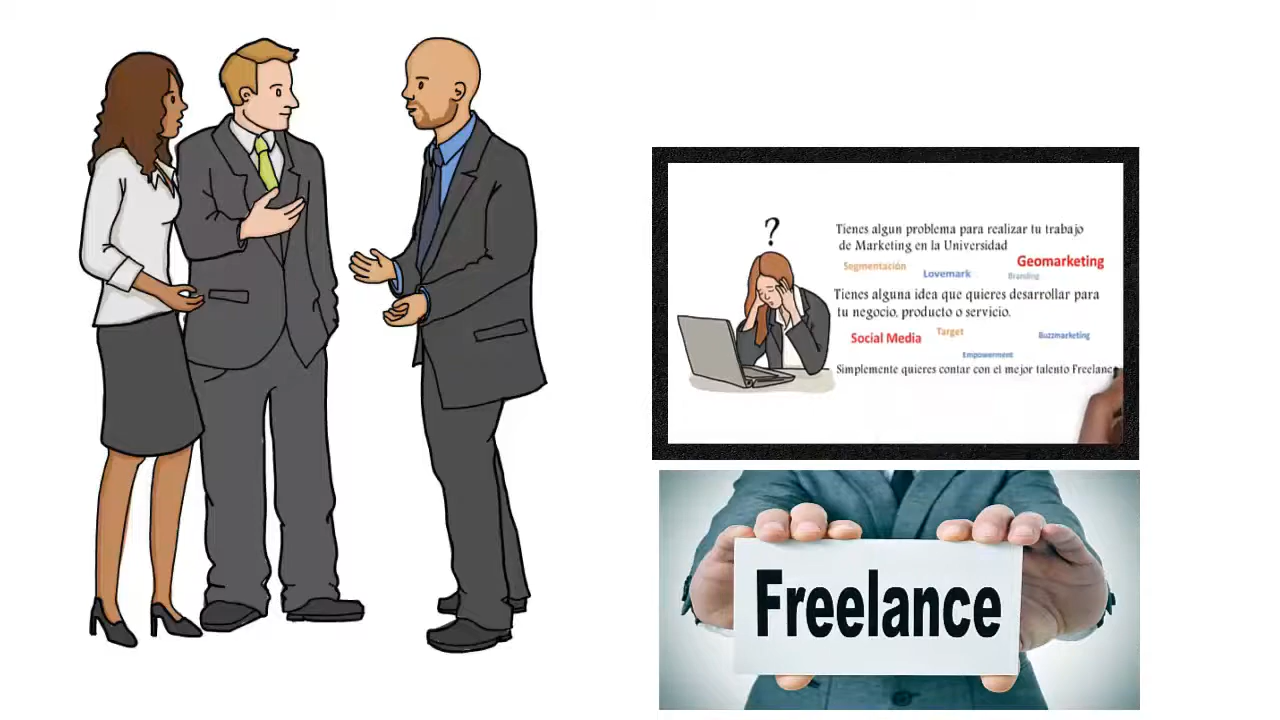 Tienes algun problema para realizar tu trabajo
de Marketing en la Universidad
Segmentación Lovemark Branding Geomarketing
Tienes alguna idea que quieres desarrollar para
tu negocio, producto o servicio.
Social Media Target Buzzmarketing
Empowerment
Simplemente quieres contar con el mejor talento Freelance
?
Freelance